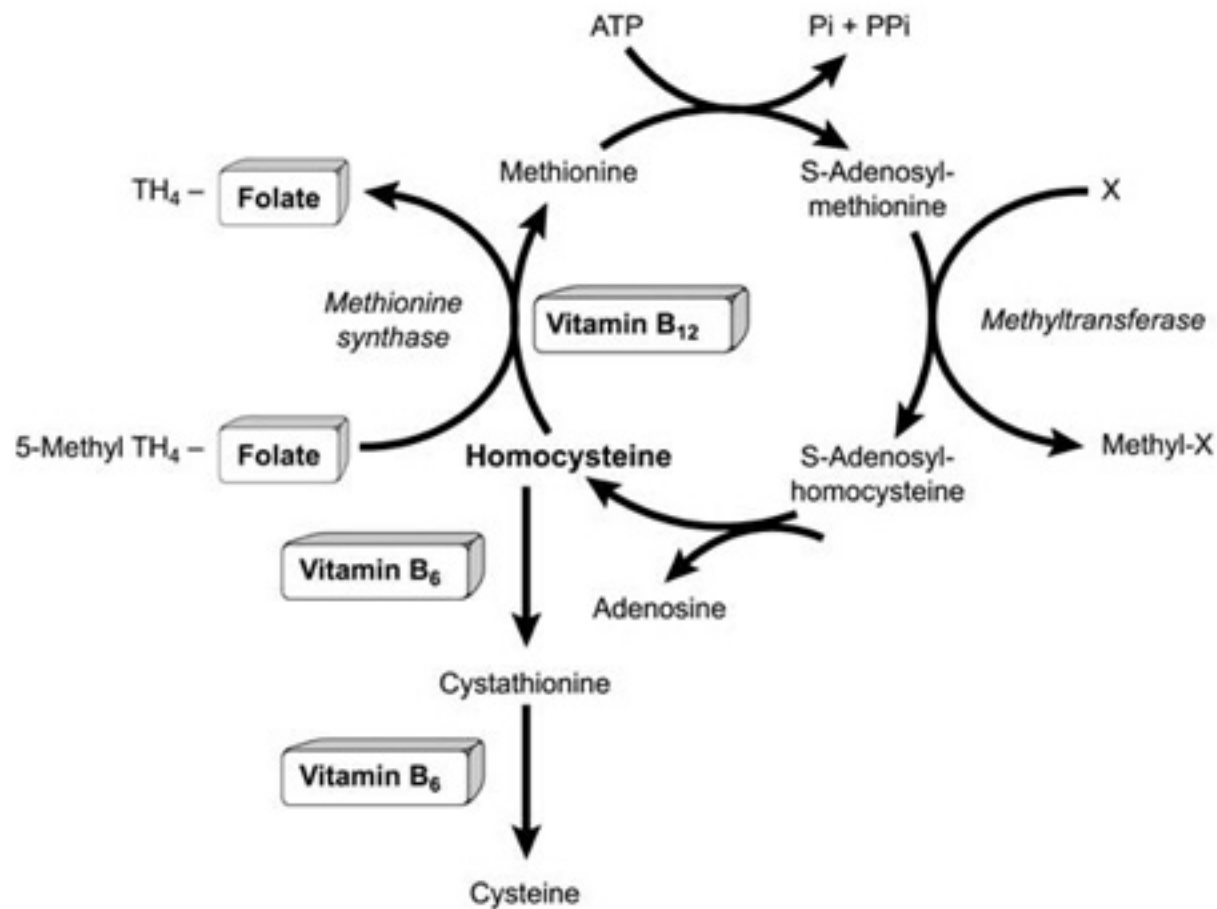 ATP
Pi + PPi
Methionine
S-Adenosyl-
methionine
TH₄ – Folate
X
Methionine
synthase
Vitamin B₁₂
Methyltransferase
5-Methyl TH₄ – Folate
Homocysteine
S-Adenosyl-
homocysteine
Methyl-X
Vitamin B₆
Adenosine
Cystathionine
Vitamin B₆
Cysteine